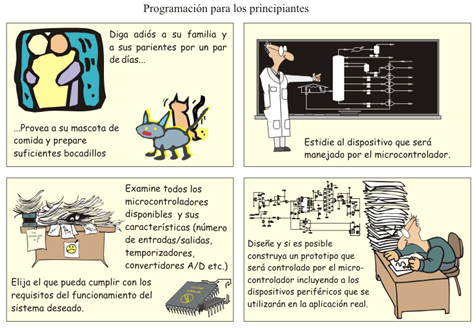 Programación para los principiantes
Diga adiós a su familia y
a sus parientes por un par
de días...
...Provea a su mascota de
comida y prepare
suficientes bocadillos
Estidie al dispositivo que será
manejado por el microcontrolador.
Examine todos los
microcontroladores
disponibles y sus
características (número
de entradas/salidas,
temporizadores,
convertidores A/D etc.)
Elija el que pueda cumplir con los
requisitos del funcionamiento del
sistema deseado.
Diseñe y si es posible
construya un prototipo que
será controlado por el micro-
controlador incluyendo a los
dispositivos periféricos que se
utilizarán en la aplicación real.